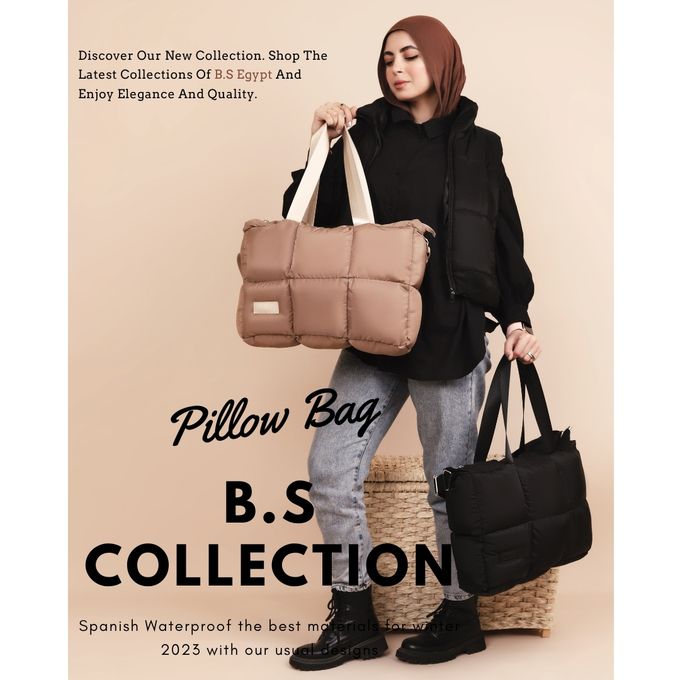 Discover Our New Collection. Shop The
Latest Collections Of B.S Egypt And
Enjoy Elegance And Quality.
Pillow Bag
B.S
COLLECTION
Spanish Waterproof the best materials for winter
2023 with our usual designs